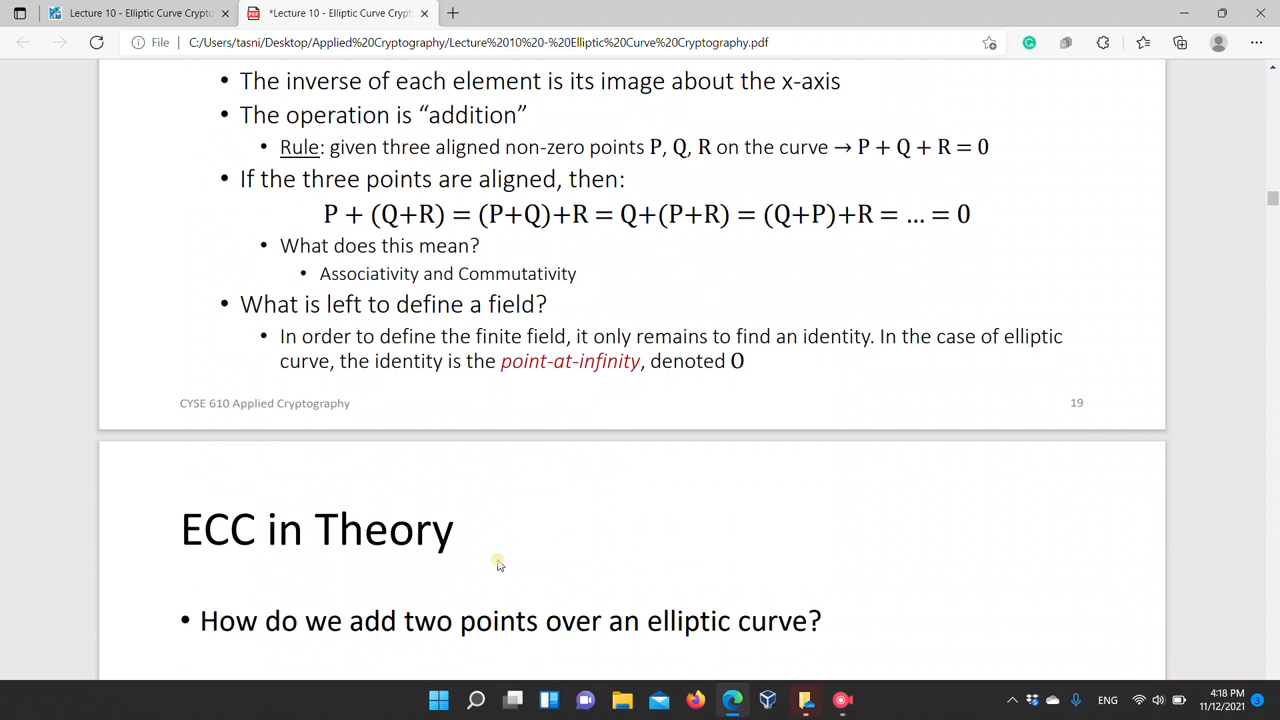 Lecture 10 - Elliptic Curve Crypto
*Lecture 10 - Elliptic Curve Crypt
File
C:/Users/tasni/Desktop/Applied%20Cryptography/Lecture%2010%20-%20Elliptic%20Curve%20Cryptography.pdf
• The inverse of each element is its image about the x-axis
• The operation is “addition”
• Rule: given three aligned non-zero points P, Q, R on the curve → P + Q + R = 0
• If the three points are aligned, then:
P + (Q+R) = (P+Q)+R = Q+(P+R) = (Q+P)+R = ... = 0
• What does this mean?
• Associativity and Commutativity
• What is left to define a field?
• In order to define the finite field, it only remains to find an identity. In the case of elliptic
curve, the identity is the point-at-infinity, denoted O
CYSE 610 Applied Cryptography
19
ECC in Theory
• How do we add two points over an elliptic curve?
ENG
4:18 PM
11/12/2021
3